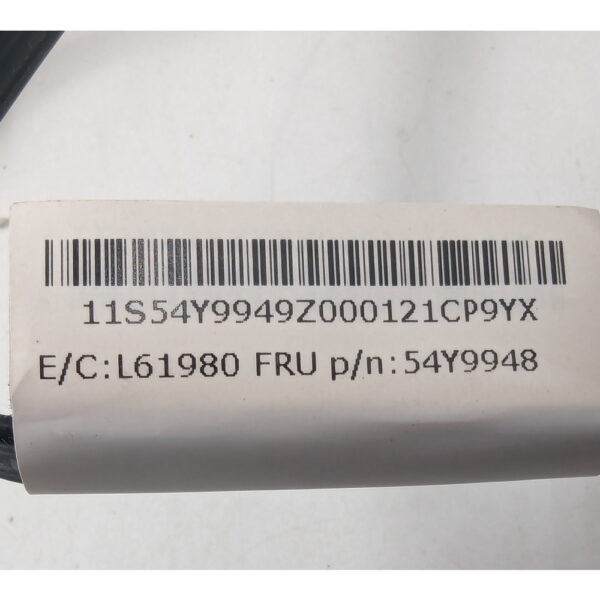 11S54Y9949Z000121CP9YX
E/C:L61980 FRU p/n:54Y9948